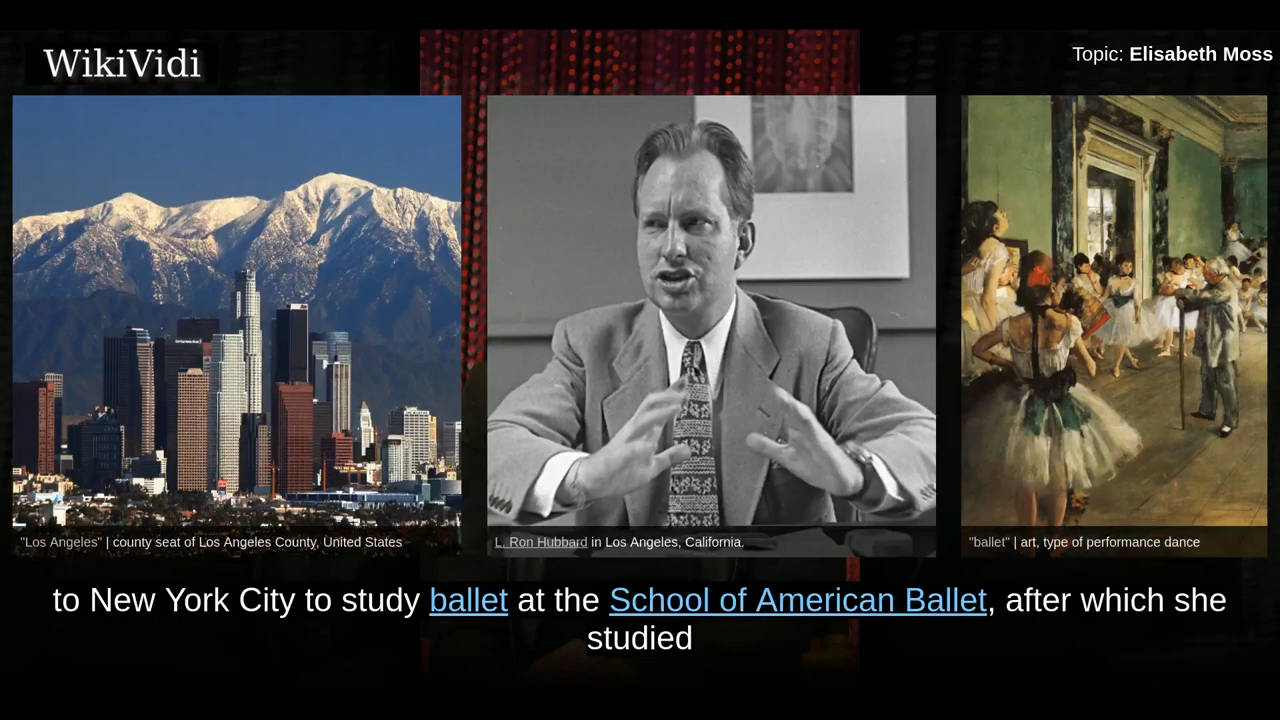 WikiVidi
Topic: Elisabeth Moss
"Los Angeles" | county seat of Los Angeles County, United States
L. Ron Hubbard in Los Angeles, California.
"ballet" | art, type of performance dance
to New York City to study ballet at the School of American Ballet, after which she
studied